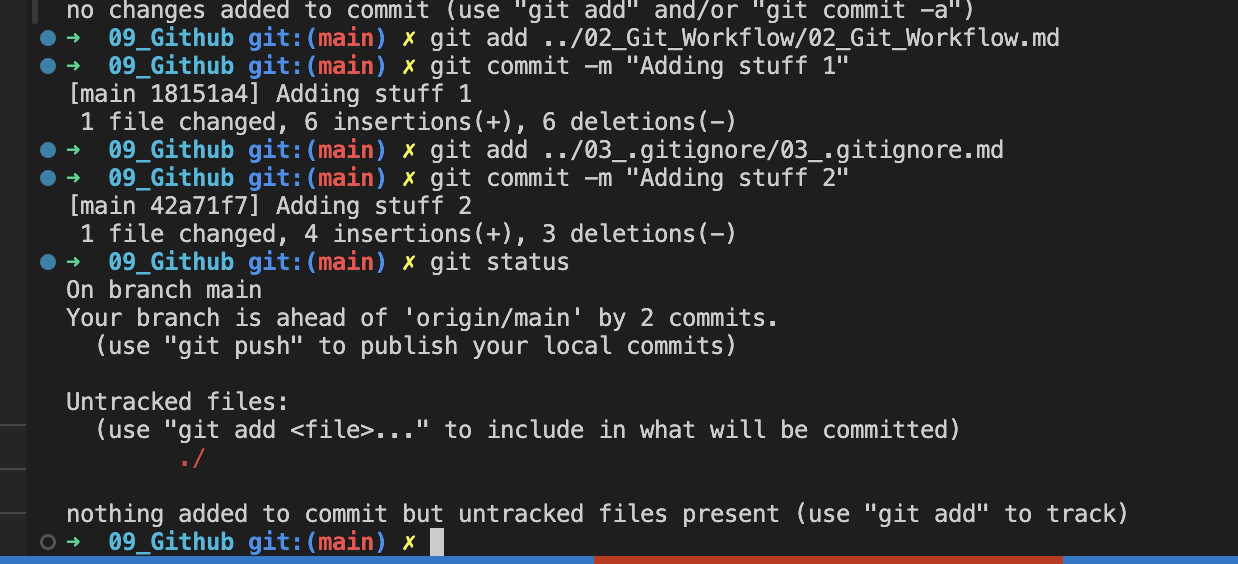 no changes added to commit (use "git add" and/or "git commit -a")
➜  09_Github git:(main) ✗ git add ../02_Git_Workflow/02_Git_Workflow.md
➜  09_Github git:(main) ✗ git commit -m "Adding stuff 1"
[main 18151a4] Adding stuff 1
 1 file changed, 6 insertions(+), 6 deletions(-)
➜  09_Github git:(main) ✗ git add ../03_.gitignore/03_.gitignore.md
➜  09_Github git:(main) ✗ git commit -m "Adding stuff 2"
[main 42a71f7] Adding stuff 2
 1 file changed, 4 insertions(+), 3 deletions(-)
➜  09_Github git:(main) ✗ git status
On branch main
Your branch is ahead of 'origin/main' by 2 commits.
  (use "git push" to publish your local commits)

Untracked files:
  (use "git add <file>..." to include in what will be committed)
        ./

nothing added to commit but untracked files present (use "git add" to track)
➜  09_Github git:(main) ✗